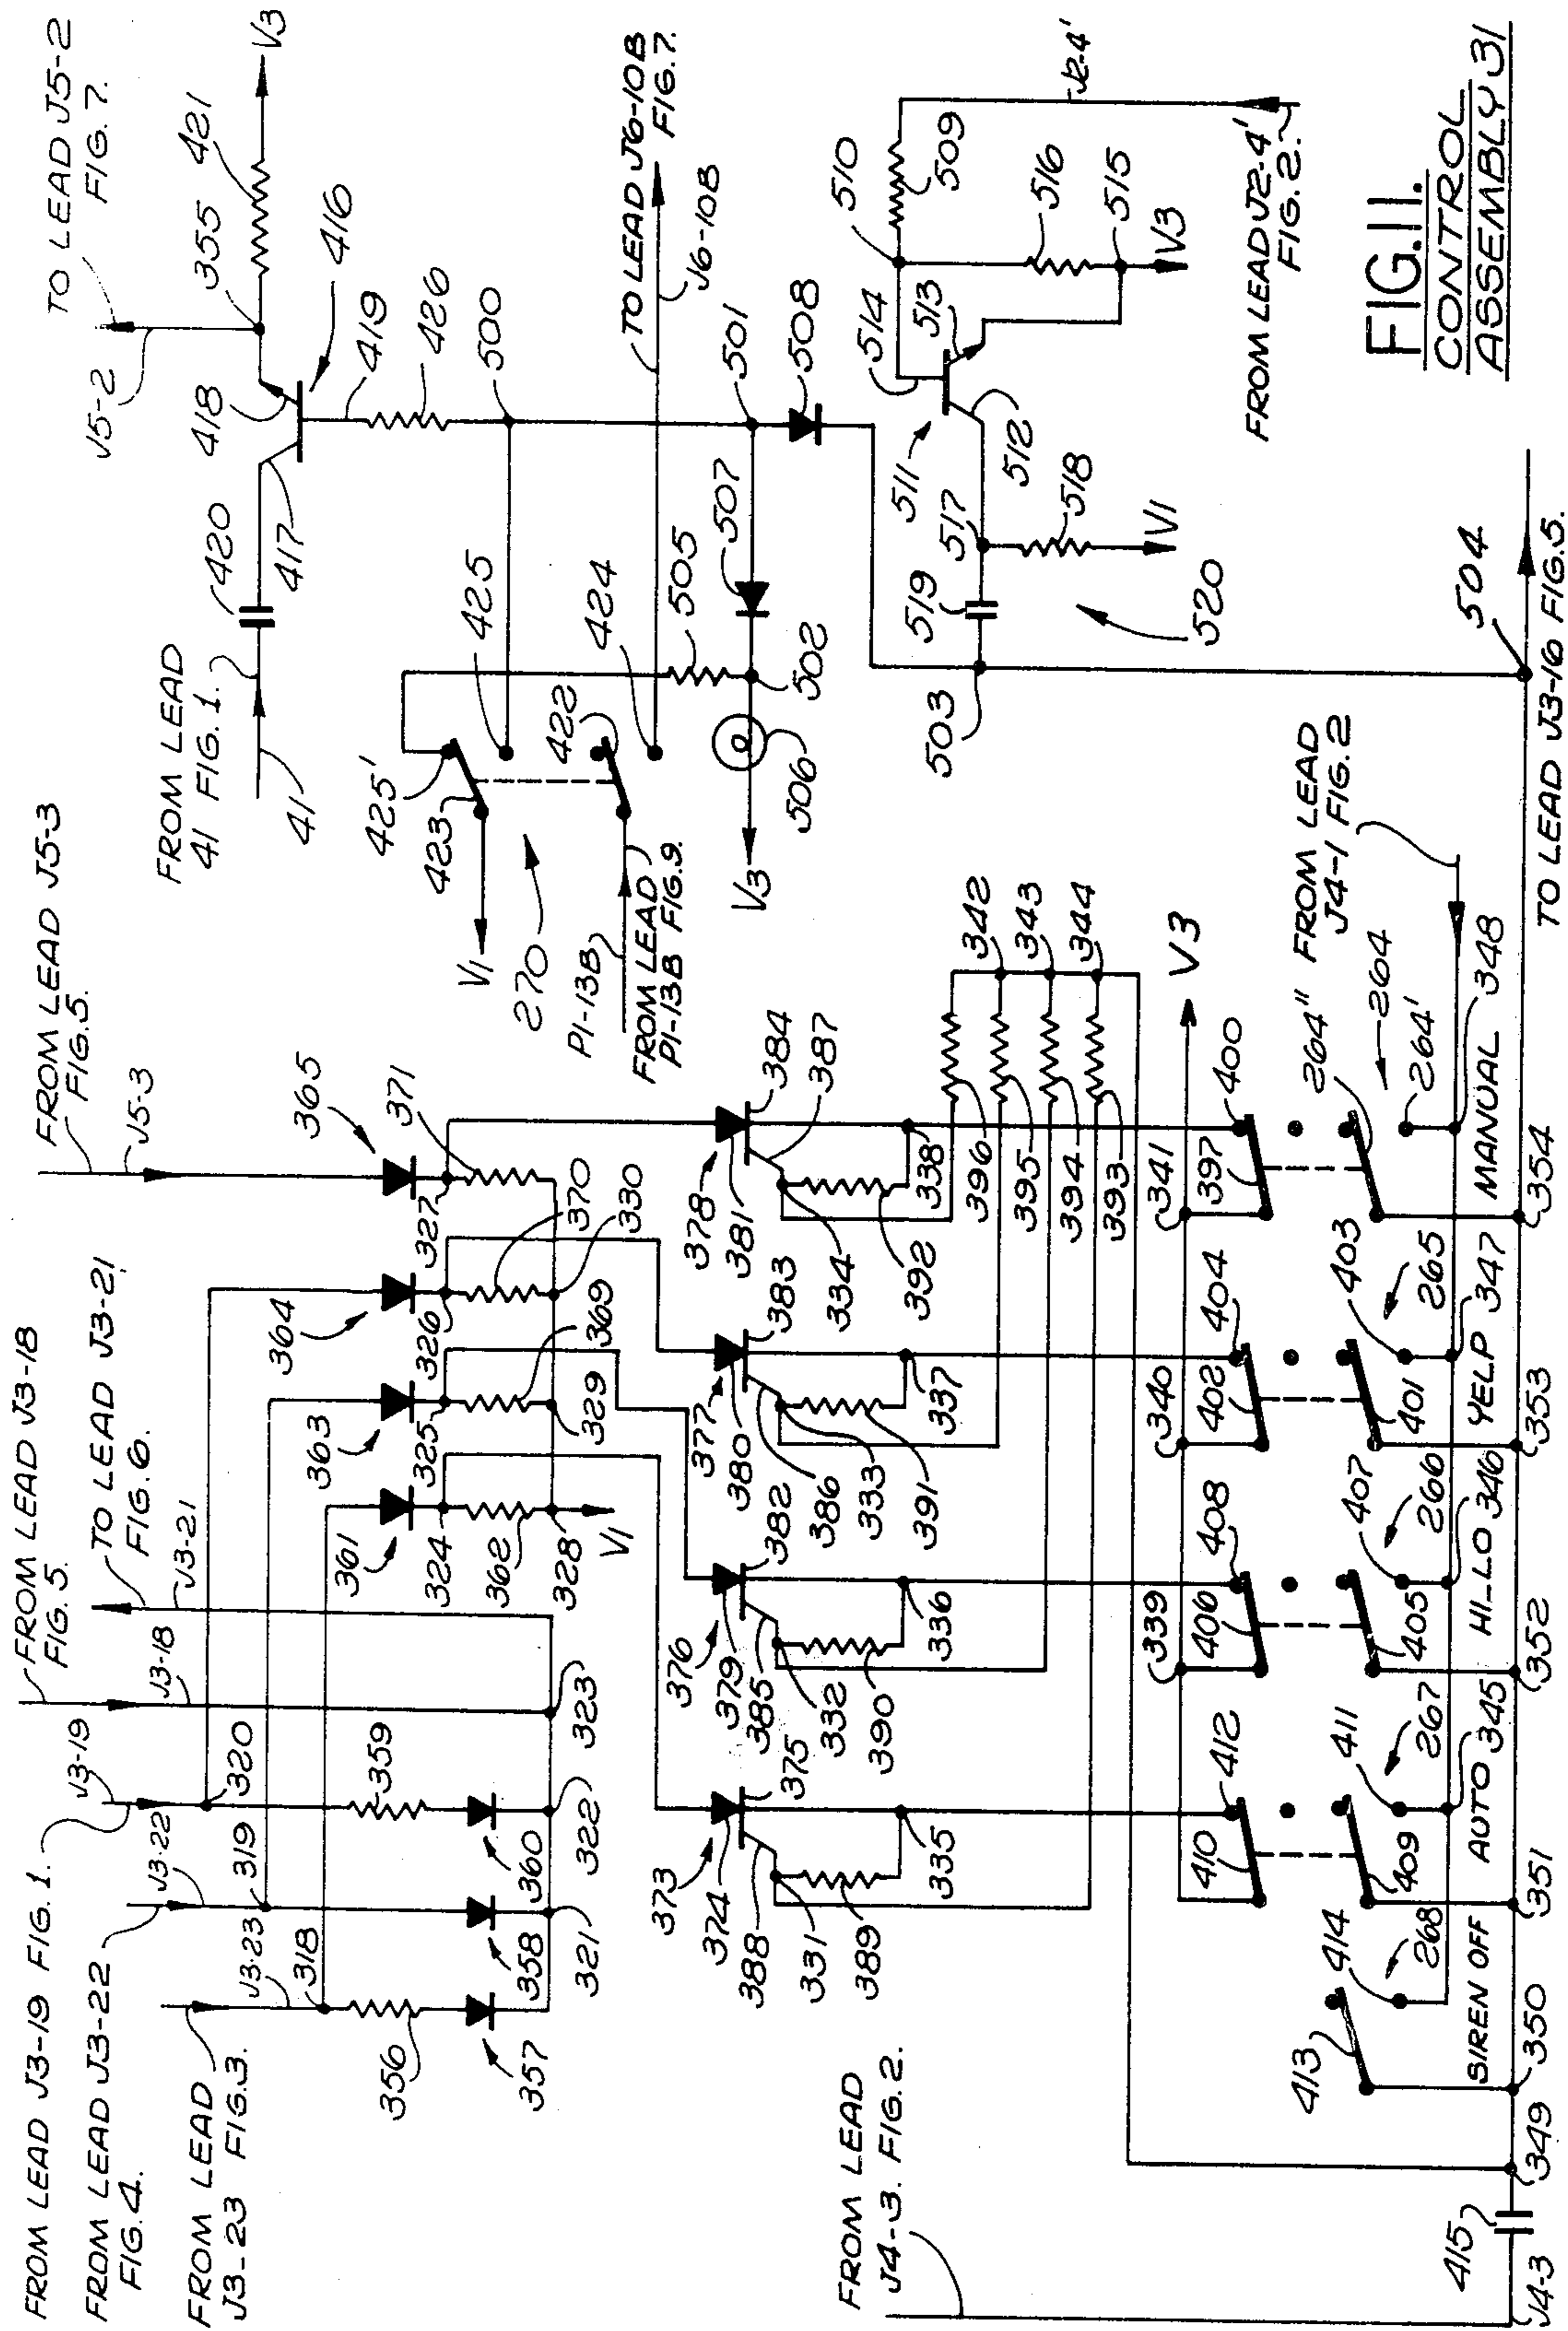 FROM LEAD J3-19 FIG. 1.
FROM LEAD J3-22
FIG. 4.
FROM LEAD
J3-23 FIG.3.
FROM LEAD J3-18
FIG. 5.
TO LEAD J3-21
FIG. 6.
FROM LEAD J5-3
FIG.5.
FROM LEAD
41 FIG. 1.
TO LEAD J5-2
FIG. 7.
J3-19
J3-22
J3-23
J3-18
J3-21
J5-3
J5-2
41
420
417
418
355
421
V3
416
419
426
500
318
319
320
359
356
357
358
360
321
322
323
361
363
364
365
324
325
326
327
362
369
370
371
328
329
330
V1
425'
423
V1
270
425
422
424
P1-13B
FROM LEAD
P1-13B FIG.9.
TO LEAD J6-10B
FIG.7.
J6-10B
505
507
501
508
502
506
V3
373
374
375
388
331
389
335
376
379
382
385
332
390
336
377
380
383
386
333
391
337
378
381
384
387
334
392
338
396
395
394
393
342
343
344
V3
510
509
514
513
516
515
V3
511
512
517
518
V1
519
520
503
504
J2-4'
FROM LEAD J2-4'
FIG. 2.
FROM LEAD
J4-3. FIG. 2.
412
410
409
411
267
339
408
406
405
407
266
340
404
402
401
403
265
341
400
397
264"
264
264'
FROM LEAD
J4-1 FIG.2
413
414
268
SIREN OFF
AUTO
345
HI-LO
346
YELP
347
MANUAL
348
415
J4-3
349
350
351
352
353
354
TO LEAD J3-16 FIG.5.
FIG.11.
CONTROL
ASSEMBLY 31